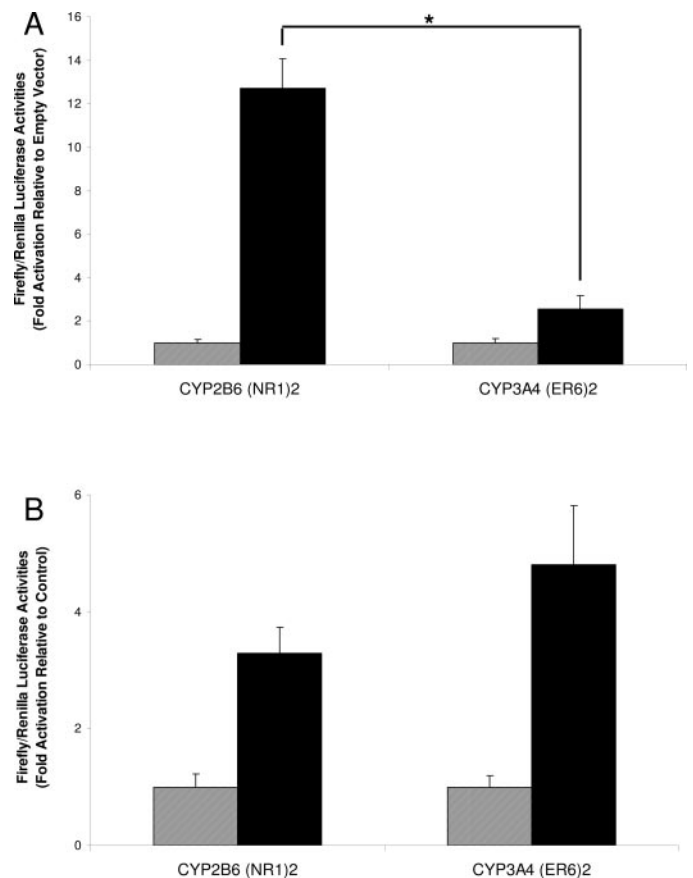 A
Firefly/Renilla Luciferase Activities
(Fold Activation Relative to Empty Vector)
16
14
12
10
8
6
4
2
0
*
CYP2B6 (NR1)2
CYP3A4 (ER6)2
B
Firefly/Renilla Luciferase Activities
(Fold Activation Relative to Control)
6
4
2
0
CYP2B6 (NR1)2
CYP3A4 (ER6)2